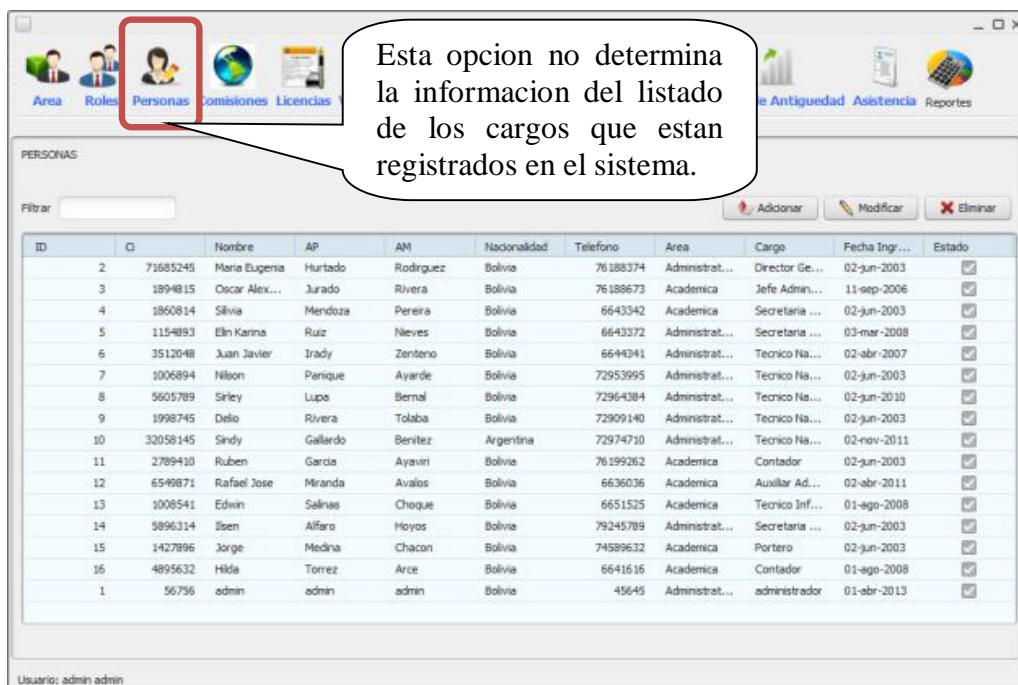 Esta opcion no determina
la informacion del listado
de los cargos que estan
registrados en el sistema.
Area Roles Personas Comisiones Licencias de Antiguedad Asistencia Reportes
PERSONAS
Filtrar Adicionar Modificar Eliminar
ID Ci Nombre AP AM Nacionalidad Telefono Area Cargo Fecha Ingr... Estado
2 71685245 Maria Eugenia Hurtado Rodirguez Bolivia 76188374 Administrat... Director Ge... 02-jun-2003
3 1894815 Oscar Alex... Jurado Rivera Bolivia 76188673 Academica Jefe Admin... 11-sep-2006
4 1860814 Silvia Mendoza Pereira Bolivia 6643342 Academica Secretaria ... 02-jun-2003
5 1154893 Elin Karina Ruiz Nieves Bolivia 6643372 Administrat... Secretaria ... 03-mar-2008
6 3512048 Juan Javier Irady Zenteno Bolivia 6644341 Administrat... Tecnico Na... 02-abr-2007
7 1006894 Nilson Panique Ayarde Bolivia 72953995 Administrat... Tecnico Na... 02-jun-2003
8 5605789 Sirley Lupa Bernal Bolivia 72964384 Administrat... Tecnico Na... 02-jun-2010
9 1998745 Delio Rivera Tolaba Bolivia 72909140 Administrat... Tecnico Na... 02-jun-2003
10 32058145 Sindy Gallardo Benitez Argentina 72974710 Administrat... Tecnico Na... 02-nov-2011
11 2789410 Ruben Garcia Ayaviri Bolivia 76199262 Academica Contador 02-jun-2003
12 6549871 Rafael Jose Miranda Avalos Bolivia 6636036 Academica Auxiliar Ad... 02-abr-2011
13 1008541 Edwin Salinas Choque Bolivia 6651525 Academica Tecnico Inf... 01-ago-2008
14 5896314 Ilsen Alfaro Hoyos Bolivia 79245789 Administrat... Secretaria ... 02-jun-2003
15 1427896 Jorge Medina Chacon Bolivia 74589632 Academica Portero 02-jun-2003
16 4895632 Hilda Torrez Arce Bolivia 6641616 Academica Contador 01-ago-2008
1 56756 admin admin admin Bolivia 45645 Administrat... administrador 01-abr-2013
Usuario: admin admin